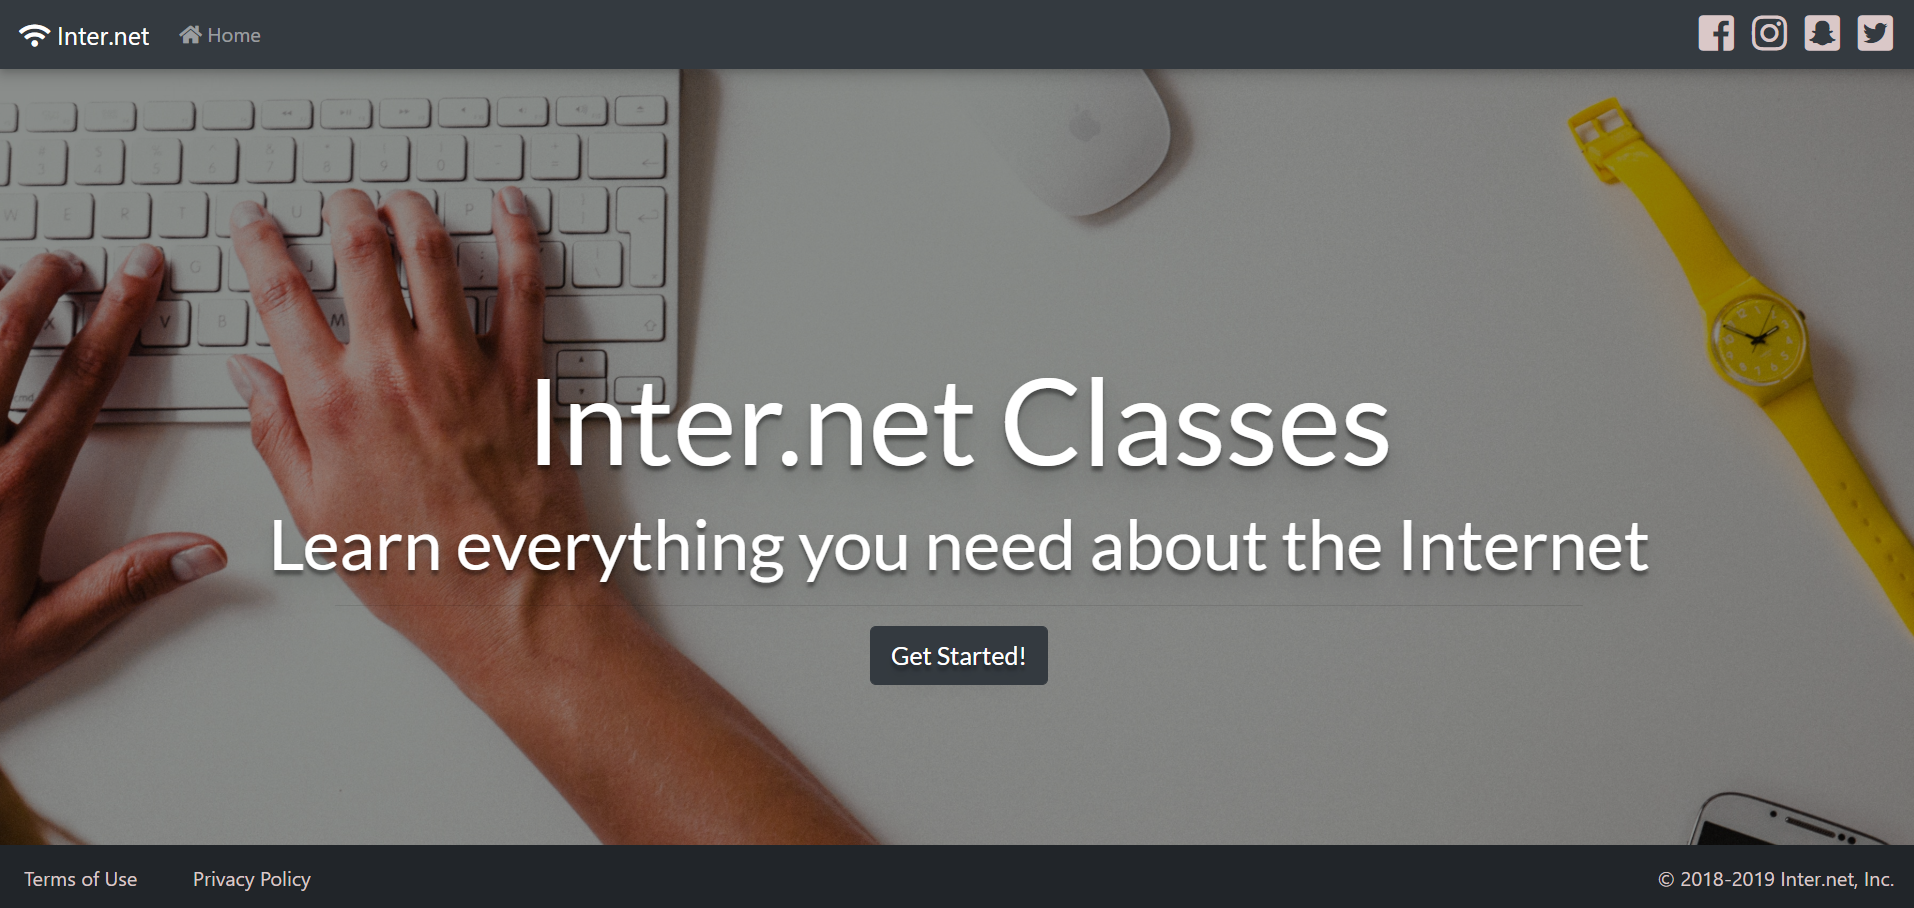 Inter.net Home
Inter.net Classes
Learn everything you need about the Internet
Get Started!
Terms of Use Privacy Policy © 2018-2019 Inter.net, Inc.